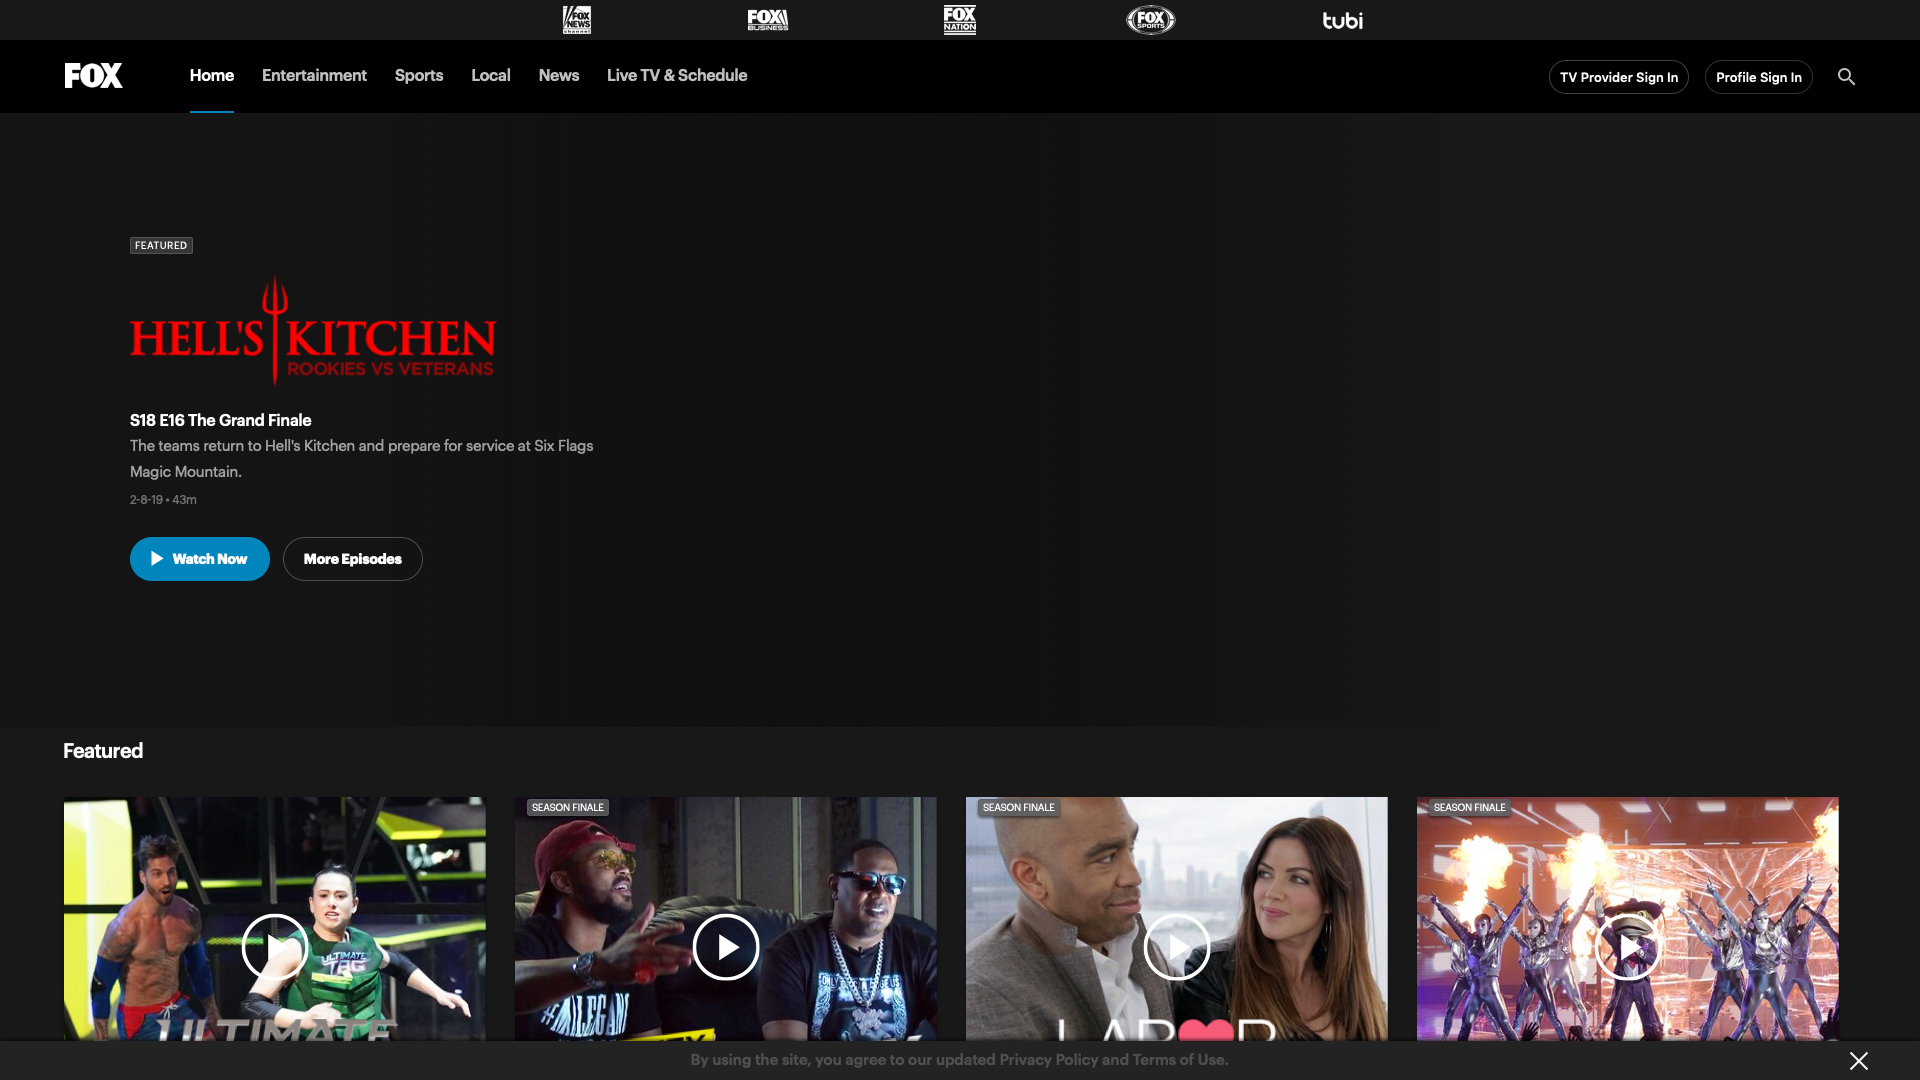 FOX NEWS channel
FOX BUSINESS
FOX NATION
FOX SPORTS
tubi
FOX
Home
Entertainment
Sports
Local
News
Live TV & Schedule
TV Provider Sign In
Profile Sign In
FEATURED
HELL'S KITCHEN
ROOKIES VS VETERANS
S18 E16 The Grand Finale
The teams return to Hell's Kitchen and prepare for service at Six Flags
Magic Mountain.
2-8-19 • 43m
Watch Now
More Episodes
Featured
SEASON FINALE
SEASON FINALE
SEASON FINALE
ULTIMATE
TAG
ULTIMATE
LABOR
By using the site, you agree to our updated Privacy Policy and Terms of Use.